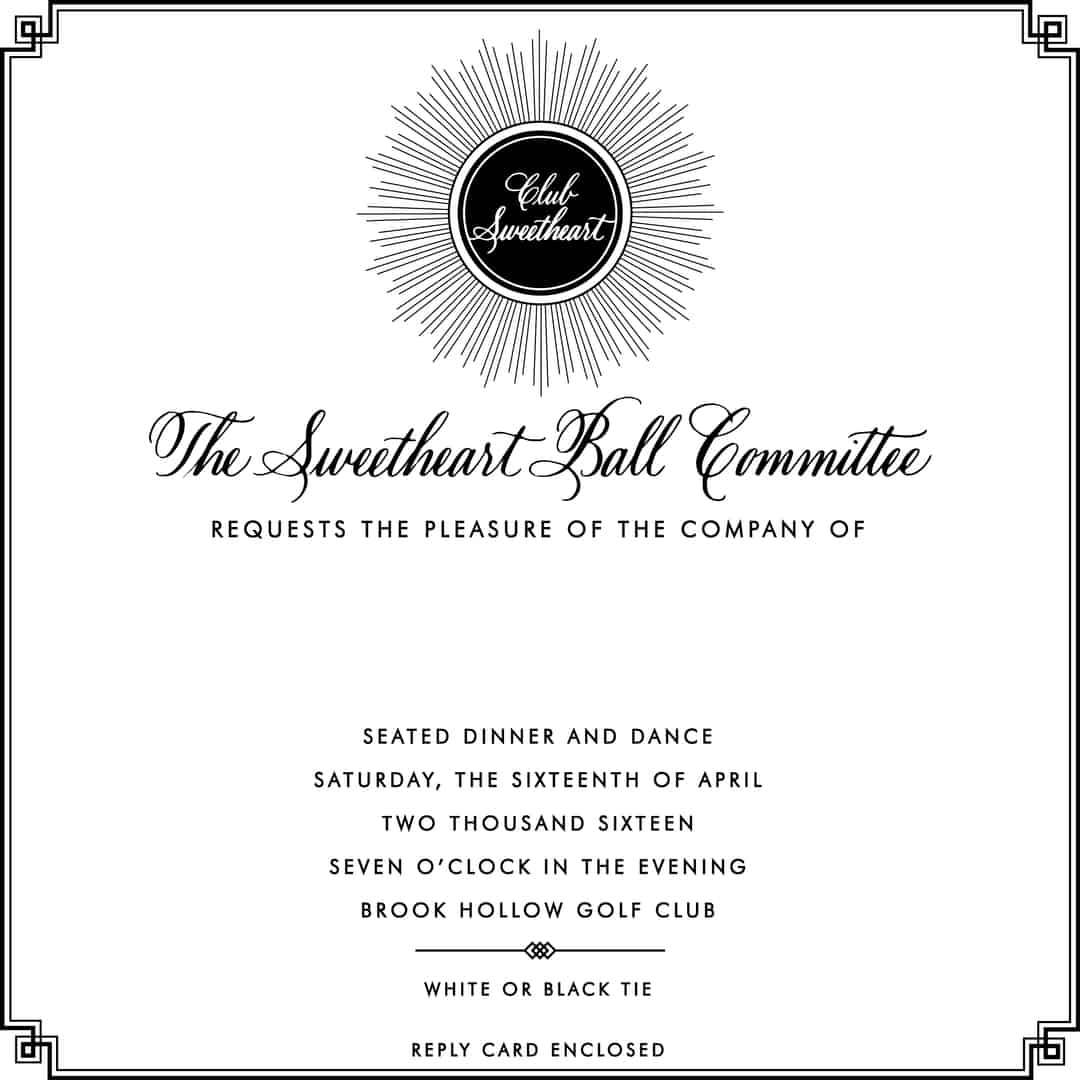 Club
Sweetheart
The Sweetheart Ball Committee
REQUESTS THE PLEASURE OF THE COMPANY OF
SEATED DINNER AND DANCE
SATURDAY, THE SIXTEENTH OF APRIL
TWO THOUSAND SIXTEEN
SEVEN O’CLOCK IN THE EVENING
BROOK HOLLOW GOLF CLUB
WHITE OR BLACK TIE
REPLY CARD ENCLOSED